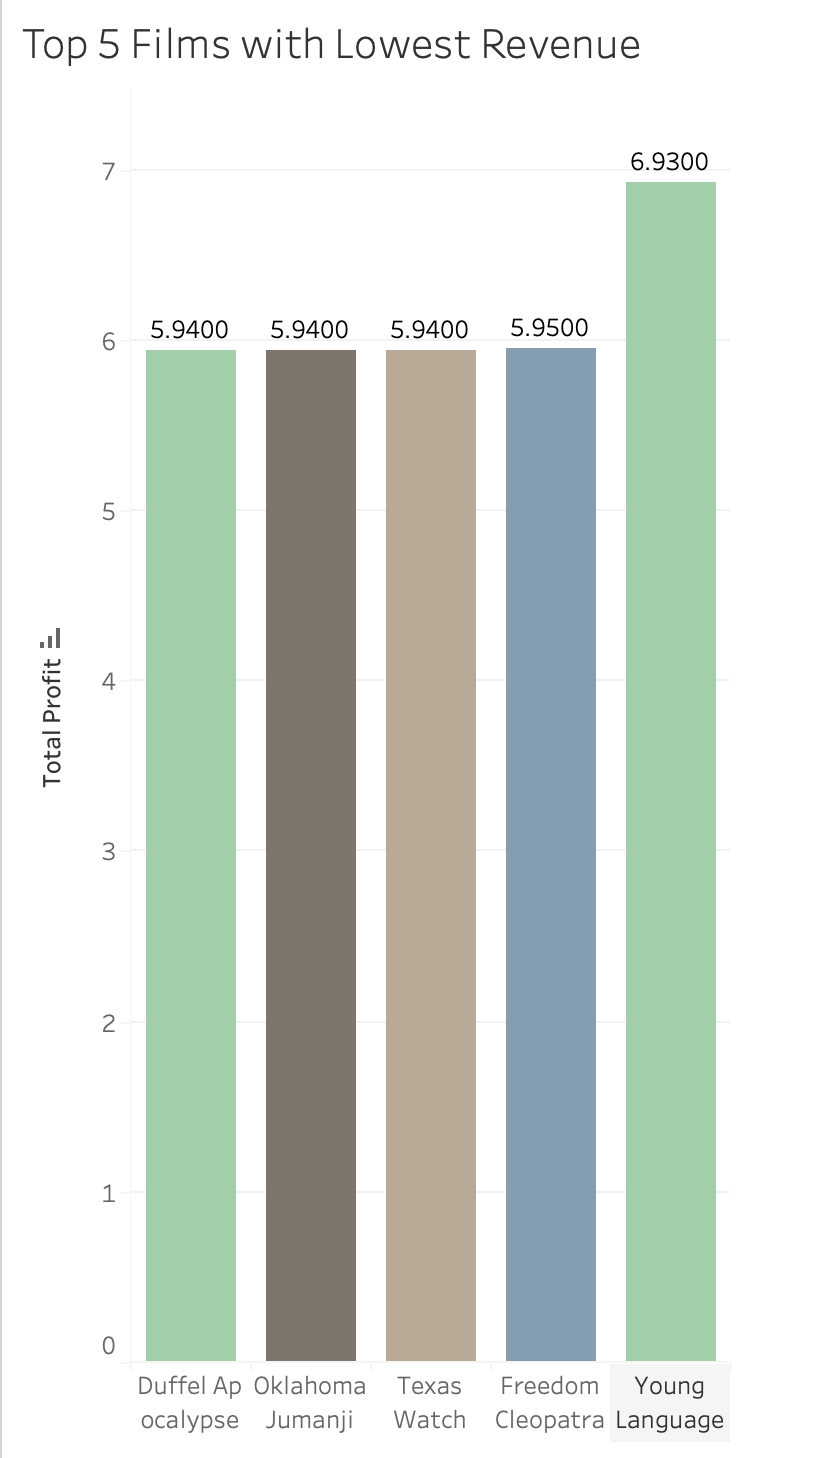 Top 5 Films with Lowest Revenue
7
6
5
4
3
2
1
0
Total Profit
5.9400
5.9400
5.9400
5.9500
6.9300
Duffel Ap
ocalypse
Oklahoma
Jumanji
Texas
Watch
Freedom
Cleopatra
Young
Language